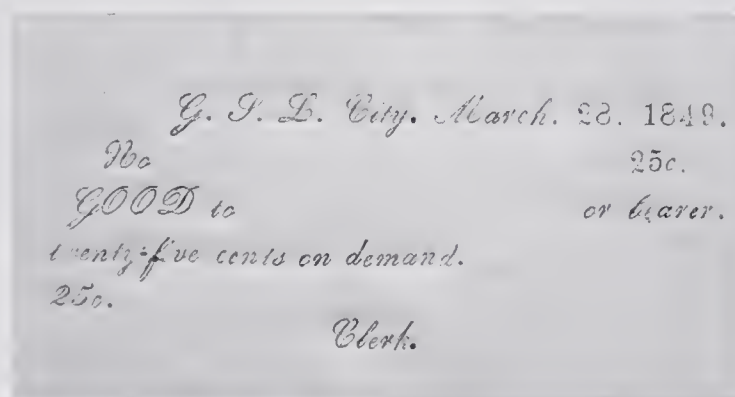 G. S. L. City. March. 28. 1849.
No 25c.
GOOD to or bearer.
twenty-five cents on demand.
25c.
Clerk.